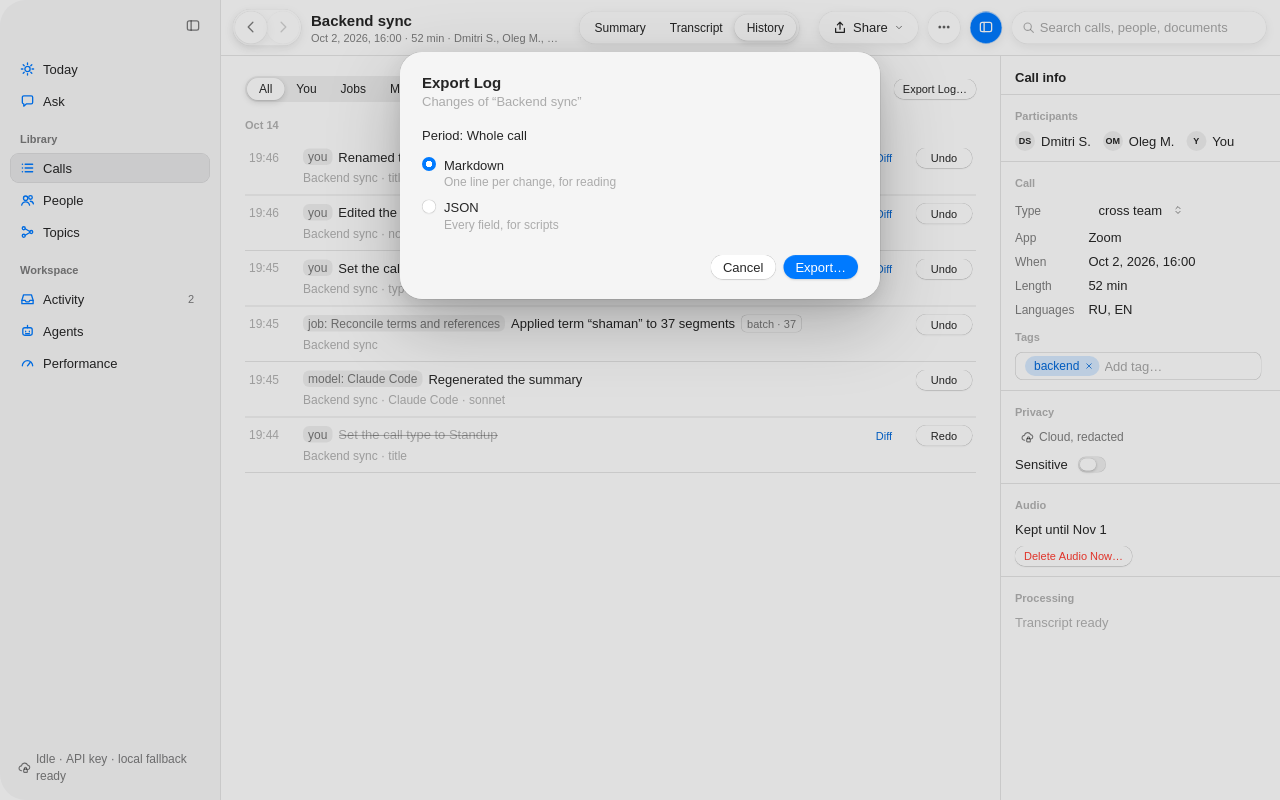 Backend sync
Oct 2, 2026, 16:00 · 52 min · Dmitri S., Oleg M., …
Summary
Transcript
History
Share
Search calls, people, documents
Today
Ask
Library
Calls
People
Topics
Workspace
Activity 2
Agents
Performance
Idle · API key · local fallback
ready
All
You
Jobs
M
Export Log…
Oct 14
19:46 you Renamed Diff Undo
Backend sync
19:46 you Edited the Diff Undo
Backend sync
19:45 you Set the Diff Undo
Backend sync
19:45 job: Reconcile terms and references Applied term “shaman” to 37 segments batch · 37 Undo
Backend sync
19:45 model: Claude Code Regenerated the summary Undo
Backend sync · Claude Code · sonnet
19:44 you Set the call type to Standup Diff Redo
Backend sync · title
Export Log
Changes of “Backend sync”
Period: Whole call
Markdown
One line per change, for reading
JSON
Every field, for scripts
Cancel
Export…
Call info
Participants
DS Dmitri S. OM Oleg M. Y You
Call
Type cross team
App Zoom
When Oct 2, 2026, 16:00
Length 52 min
Languages RU, EN
Tags
backend × Add tag…
Privacy
Cloud, redacted
Sensitive
Audio
Kept until Nov 1
Delete Audio Now…
Processing
Transcript ready